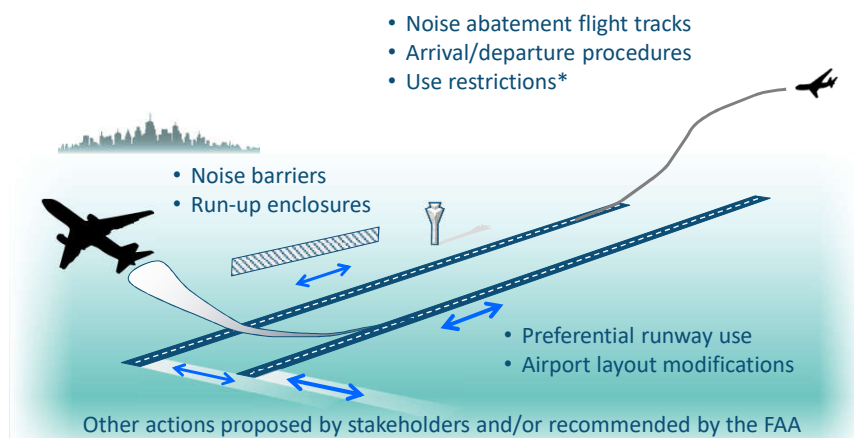 • Noise abatement flight tracks
• Arrival/departure procedures
• Use restrictions*
• Noise barriers
• Run-up enclosures
• Preferential runway use
• Airport layout modifications
Other actions proposed by stakeholders and/or recommended by the FAA